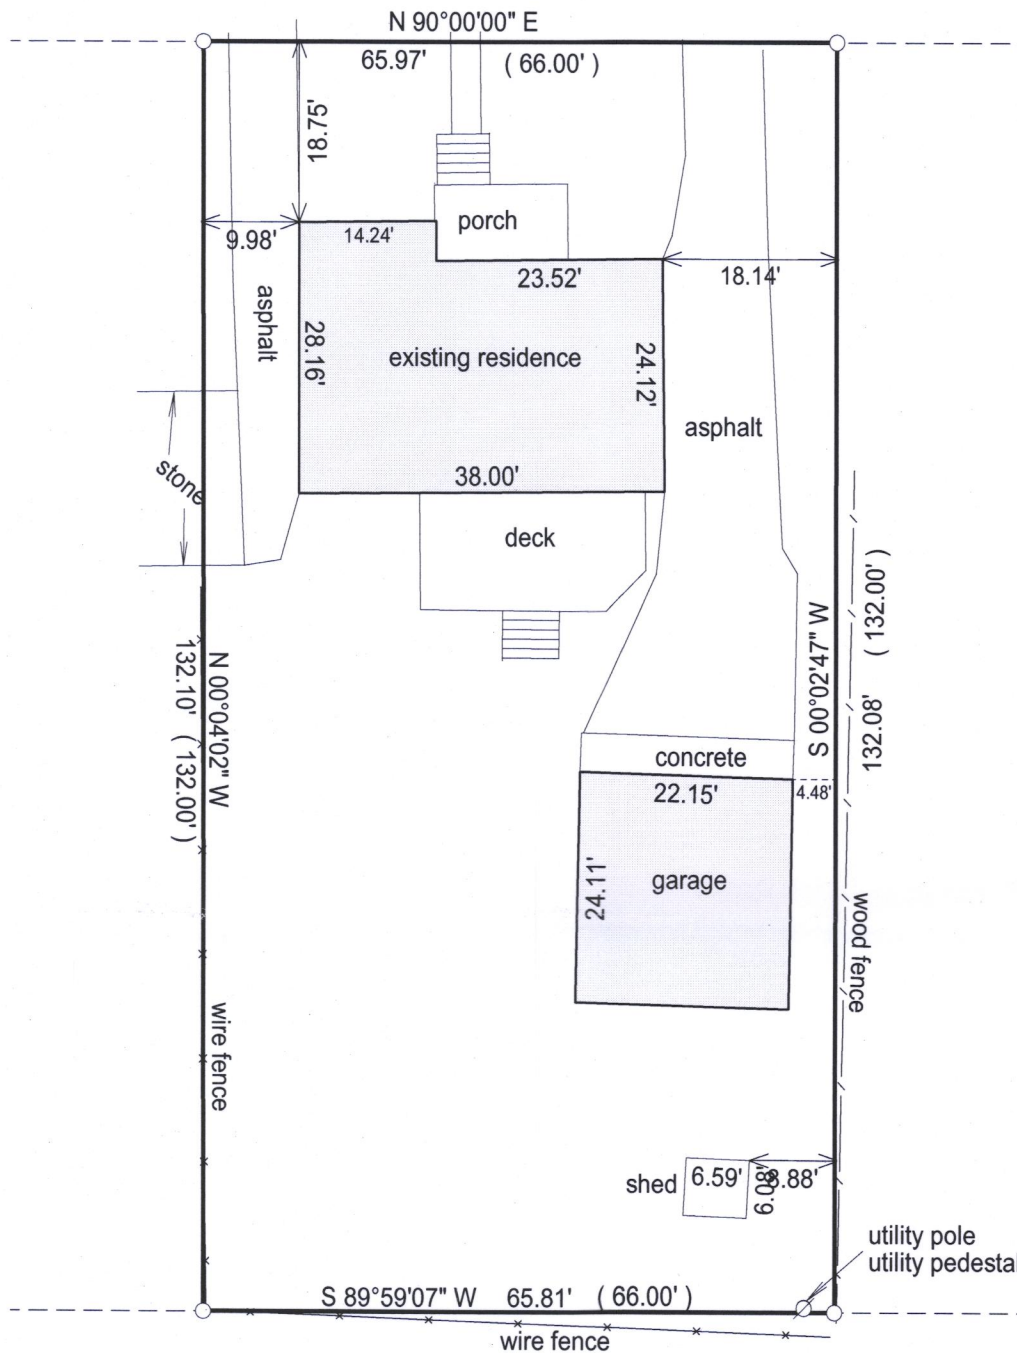 N 90°00'00" E
65.97' ( 66.00' )
18.75'
porch
9.98'
14.24'
23.52'
18.14'
asphalt
28.16'
existing residence
24.12'
asphalt
38.00'
stone
deck
N 00°04'02" W
132.10' ( 132.00' )
S 00°02'47" W
132.08' ( 132.00' )
concrete
22.15'
4.48'
24.11'
garage
wood fence
wire fence
shed
6.59'
6.08'
8.88'
utility pole
utility pedestal
S 89°59'07" W 65.81' ( 66.00' )
wire fence